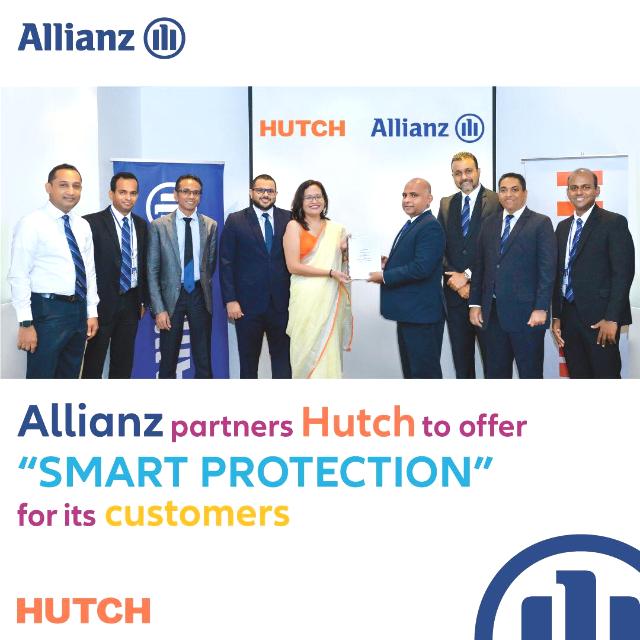 Allianz
HUTCH Allianz
Allianz partners Hutch to offer
“SMART PROTECTION”
for its customers
HUTCH